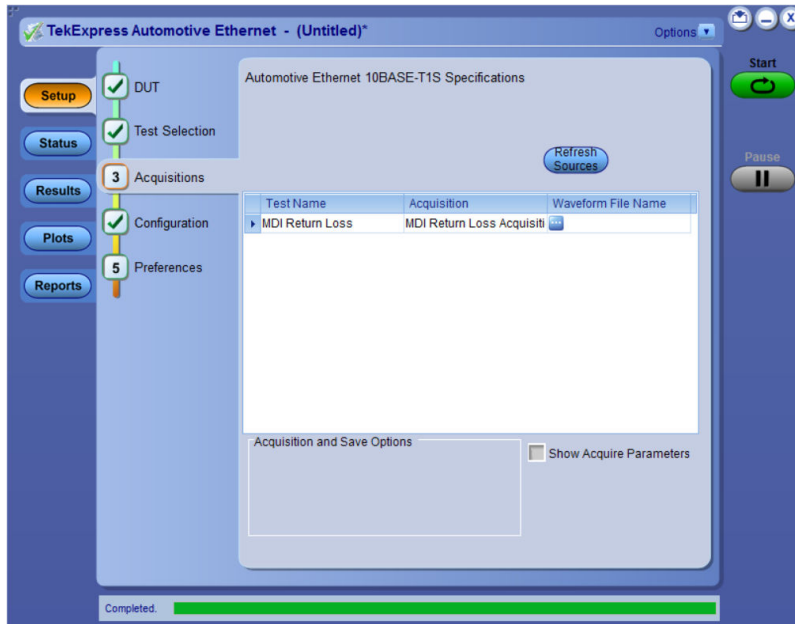 TekExpress Automotive Ethernet - (Untitled)*
Options
Start
Pause
Setup
Status
Results
Plots
Reports
DUT
Test Selection
3 Acquisitions
Configuration
5 Preferences
Automotive Ethernet 10BASE-T1S Specifications
Refresh
Sources
Test Name Acquisition Waveform File Name
MDI Return Loss MDI Return Loss Acquisiti ...
Acquisition and Save Options
Show Acquire Parameters
Completed.